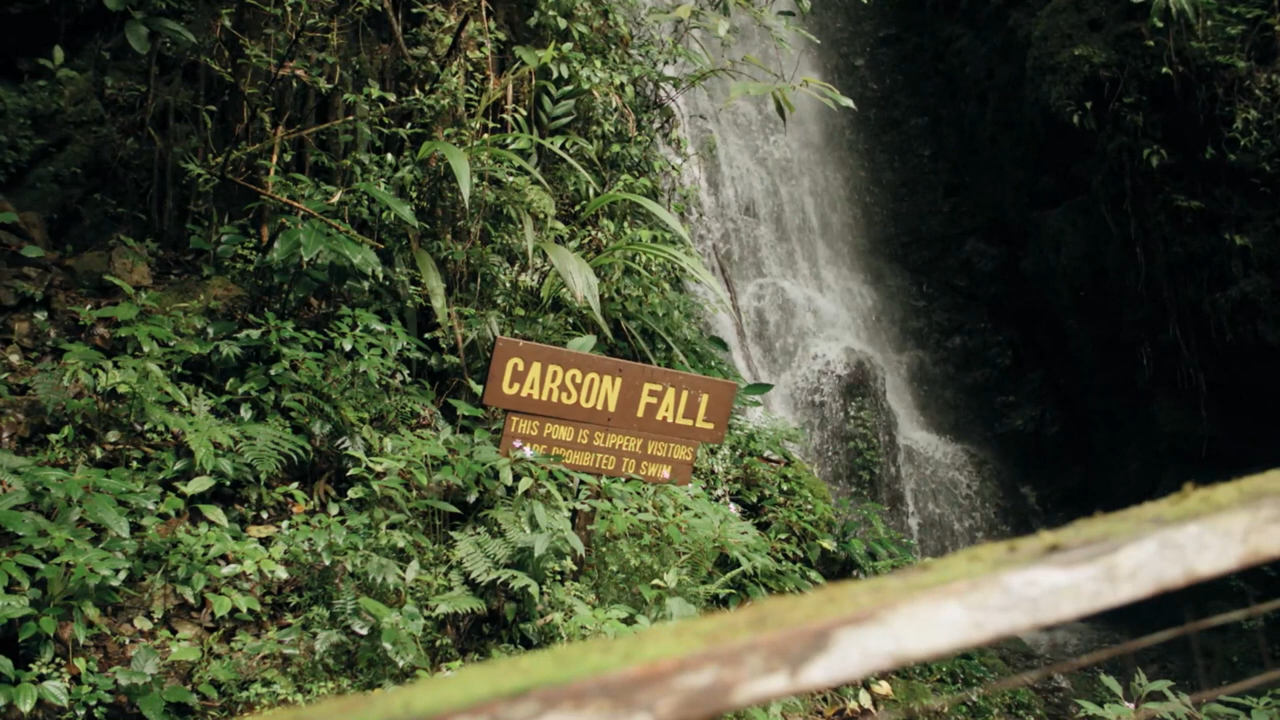 CARSON FALL
THIS POND IS SLIPPERY, VISITORS
ARE PROHIBITED TO SWIM